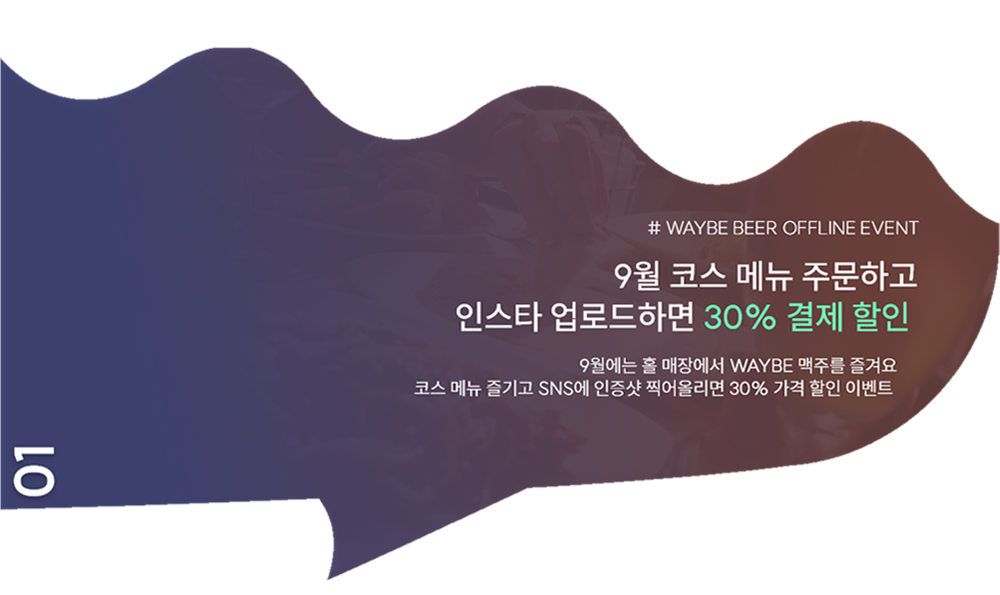 # WAYBE BEER OFFLINE EVENT
9월 코스 메뉴 주문하고
인스타 업로드하면 30% 결제 할인
9월에는 홀 매장에서 WAYBE 맥주를 즐겨요
코스 메뉴 즐기고 SNS에 인증샷 찍어올리면 30% 가격 할인 이벤트
01